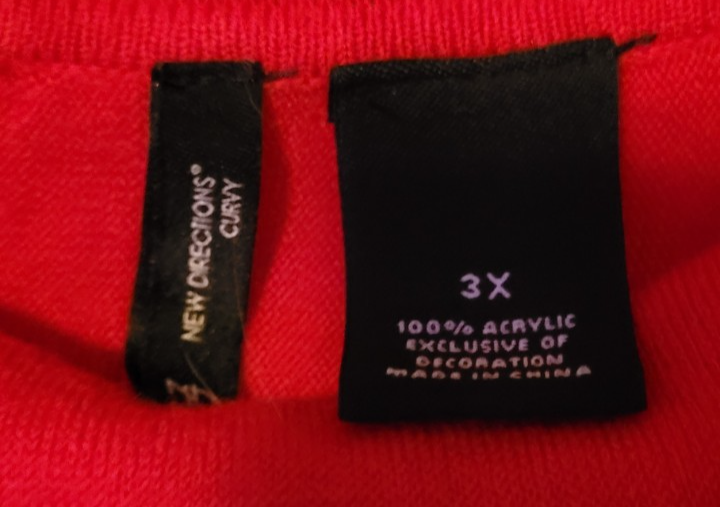 NEW DIRECTIONS®
CURVY
3X
100% ACRYLIC
EXCLUSIVE OF
DECORATION
MADE IN CHINA